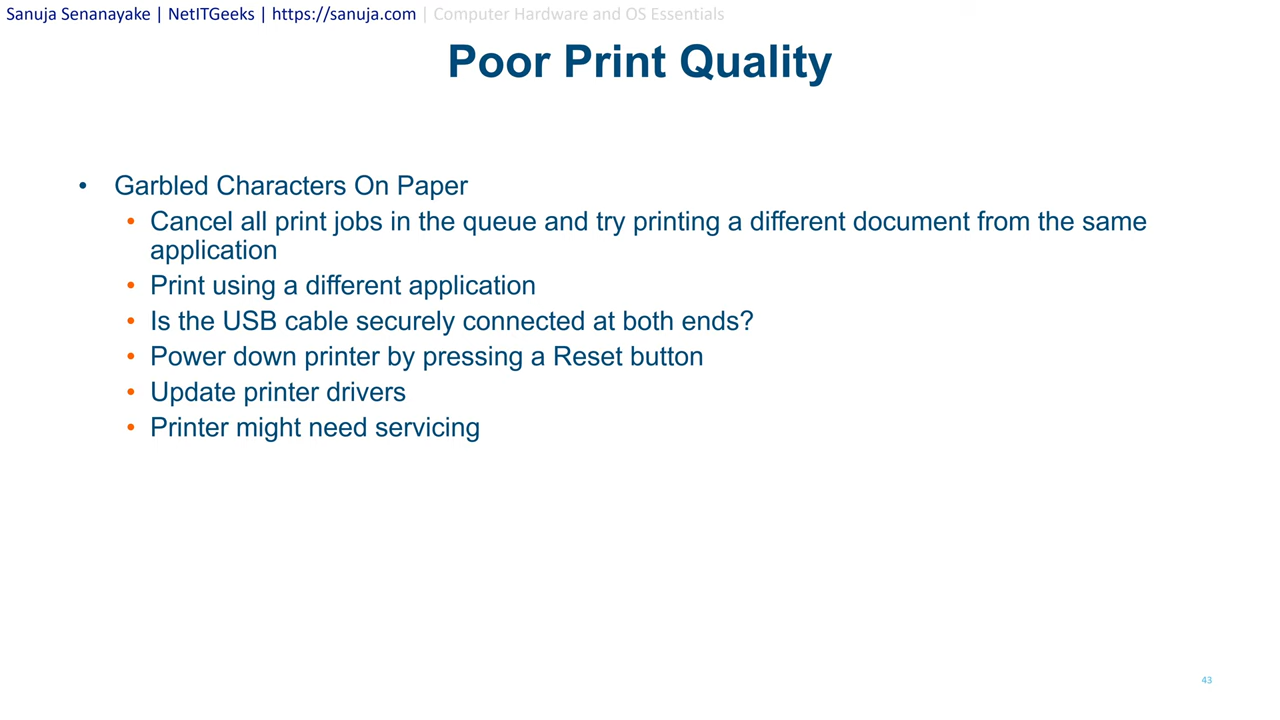 Sanuja Senanayake | NetITGeeks | https://sanuja.com | Computer Hardware and OS Essentials
Poor Print Quality
• Garbled Characters On Paper
• Cancel all print jobs in the queue and try printing a different document from the same
application
• Print using a different application
• Is the USB cable securely connected at both ends?
• Power down printer by pressing a Reset button
• Update printer drivers
• Printer might need servicing
43